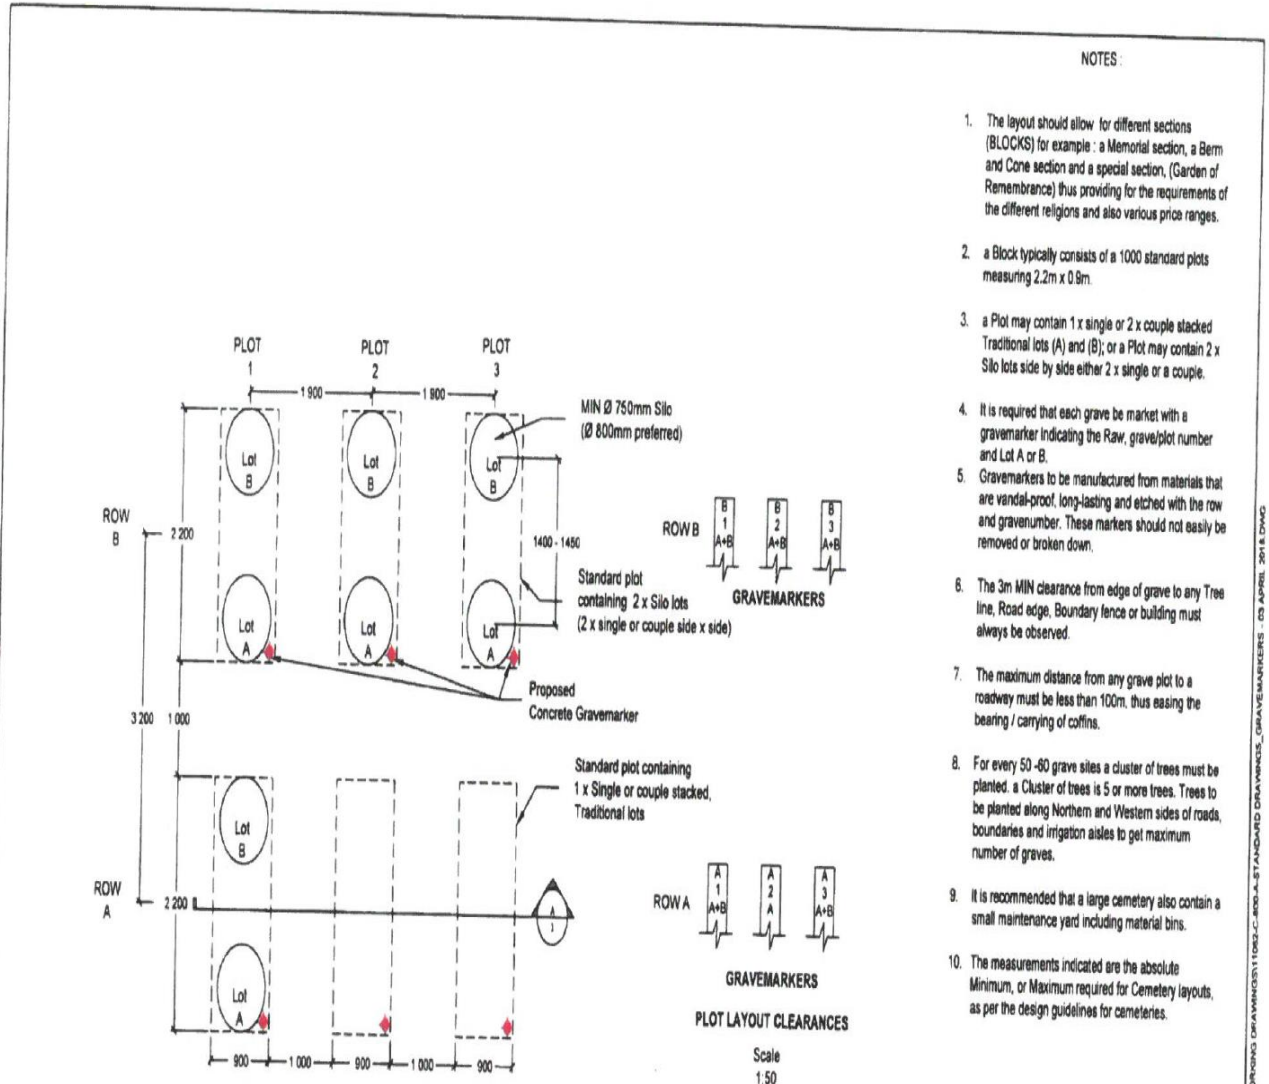 NOTES :
1. The layout should allow for different sections
(BLOCKS) for example : a Memorial section, a Berm
and Cone section and a special section, (Garden of
Remembrance) thus providing for the requirements of
the different religions and also various price ranges.
2. a Block typically consists of a 1000 standard plots
measuring 2.2m x 0.9m.
3. a Plot may contain 1 x single or 2 x couple stacked
Traditional lots (A) and (B); or a Plot may contain 2 x
Silo lots side by side either 2 x single or a couple.
4. It is required that each grave be market with a
gravemarker indicating the Raw, grave/plot number
and Lot A or B.
5. Gravemarkers to be manufactured from materials that
are vandal-proof, long-lasting and etched with the row
and gravenumber. These markers should not easily be
removed or broken down.
6. The 3m MIN clearance from edge of grave to any Tree
line, Road edge, Boundary fence or building must
always be observed.
7. The maximum distance from any grave plot to a
roadway must be less than 100m, thus easing the
bearing / carrying of coffins.
8. For every 50 -60 grave sites a cluster of trees must be
planted. a Cluster of trees is 5 or more trees. Trees to
be planted along Northern and Western sides of roads,
boundaries and irrigation aisles to get maximum
number of graves.
9. It is recommended that a large cemetery also contain a
small maintenance yard including material bins.
10. The measurements indicated are the absolute
Minimum, or Maximum required for Cemetery layouts,
as per the design guidelines for cemeteries.
PLOT
1
PLOT
2
PLOT
3
1 900
1 900
MIN Ø 750mm Silo
(Ø 800mm preferred)
Lot
B
Lot
B
Lot
B
ROW
B
2 200
1400 - 1450
Standard plot
containing 2 x Silo lots
(2 x single or couple side x side)
Lot
A
Lot
A
Lot
A
Proposed
Concrete Gravemarker
ROW B
B
1
A+B
B
2
A+B
B
3
A+B
GRAVEMARKERS
3 200
1 000
Standard plot containing
1 x Single or couple stacked,
Traditional lots
Lot
B
ROW
A
2 200
A
1
Lot
A
900
1 000
900
1 000
900
ROW A
A
1
A+B
A
2
A
A
3
A+B
GRAVEMARKERS
PLOT LAYOUT CLEARANCES
Scale
1:50
DRAWINGS\11062-C-800-A-STANDARD DRAWINGS_GRAVEMARKERS - 03 APRIL 2018.DWG